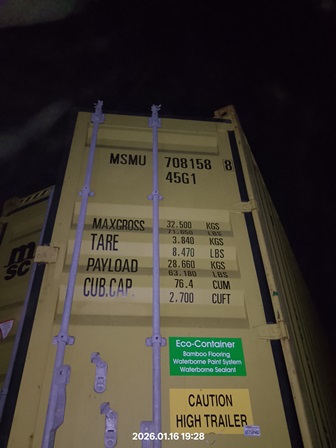 MSMU 708158 8
45G1
MAXGROSS 32.500 KGS
71.650 LBS
TARE 3.840 KGS
8.470 LBS
PAYLOAD 28.660 KGS
63.180 LBS
CUB.CAP. 76.4 CUM
2.700 CUFT
msc
Eco-Container
Bamboo Flooring
Waterborne Paint System
Waterborne Sealant
CAUTION
HIGH TRAILER
2026.01.16 19:28